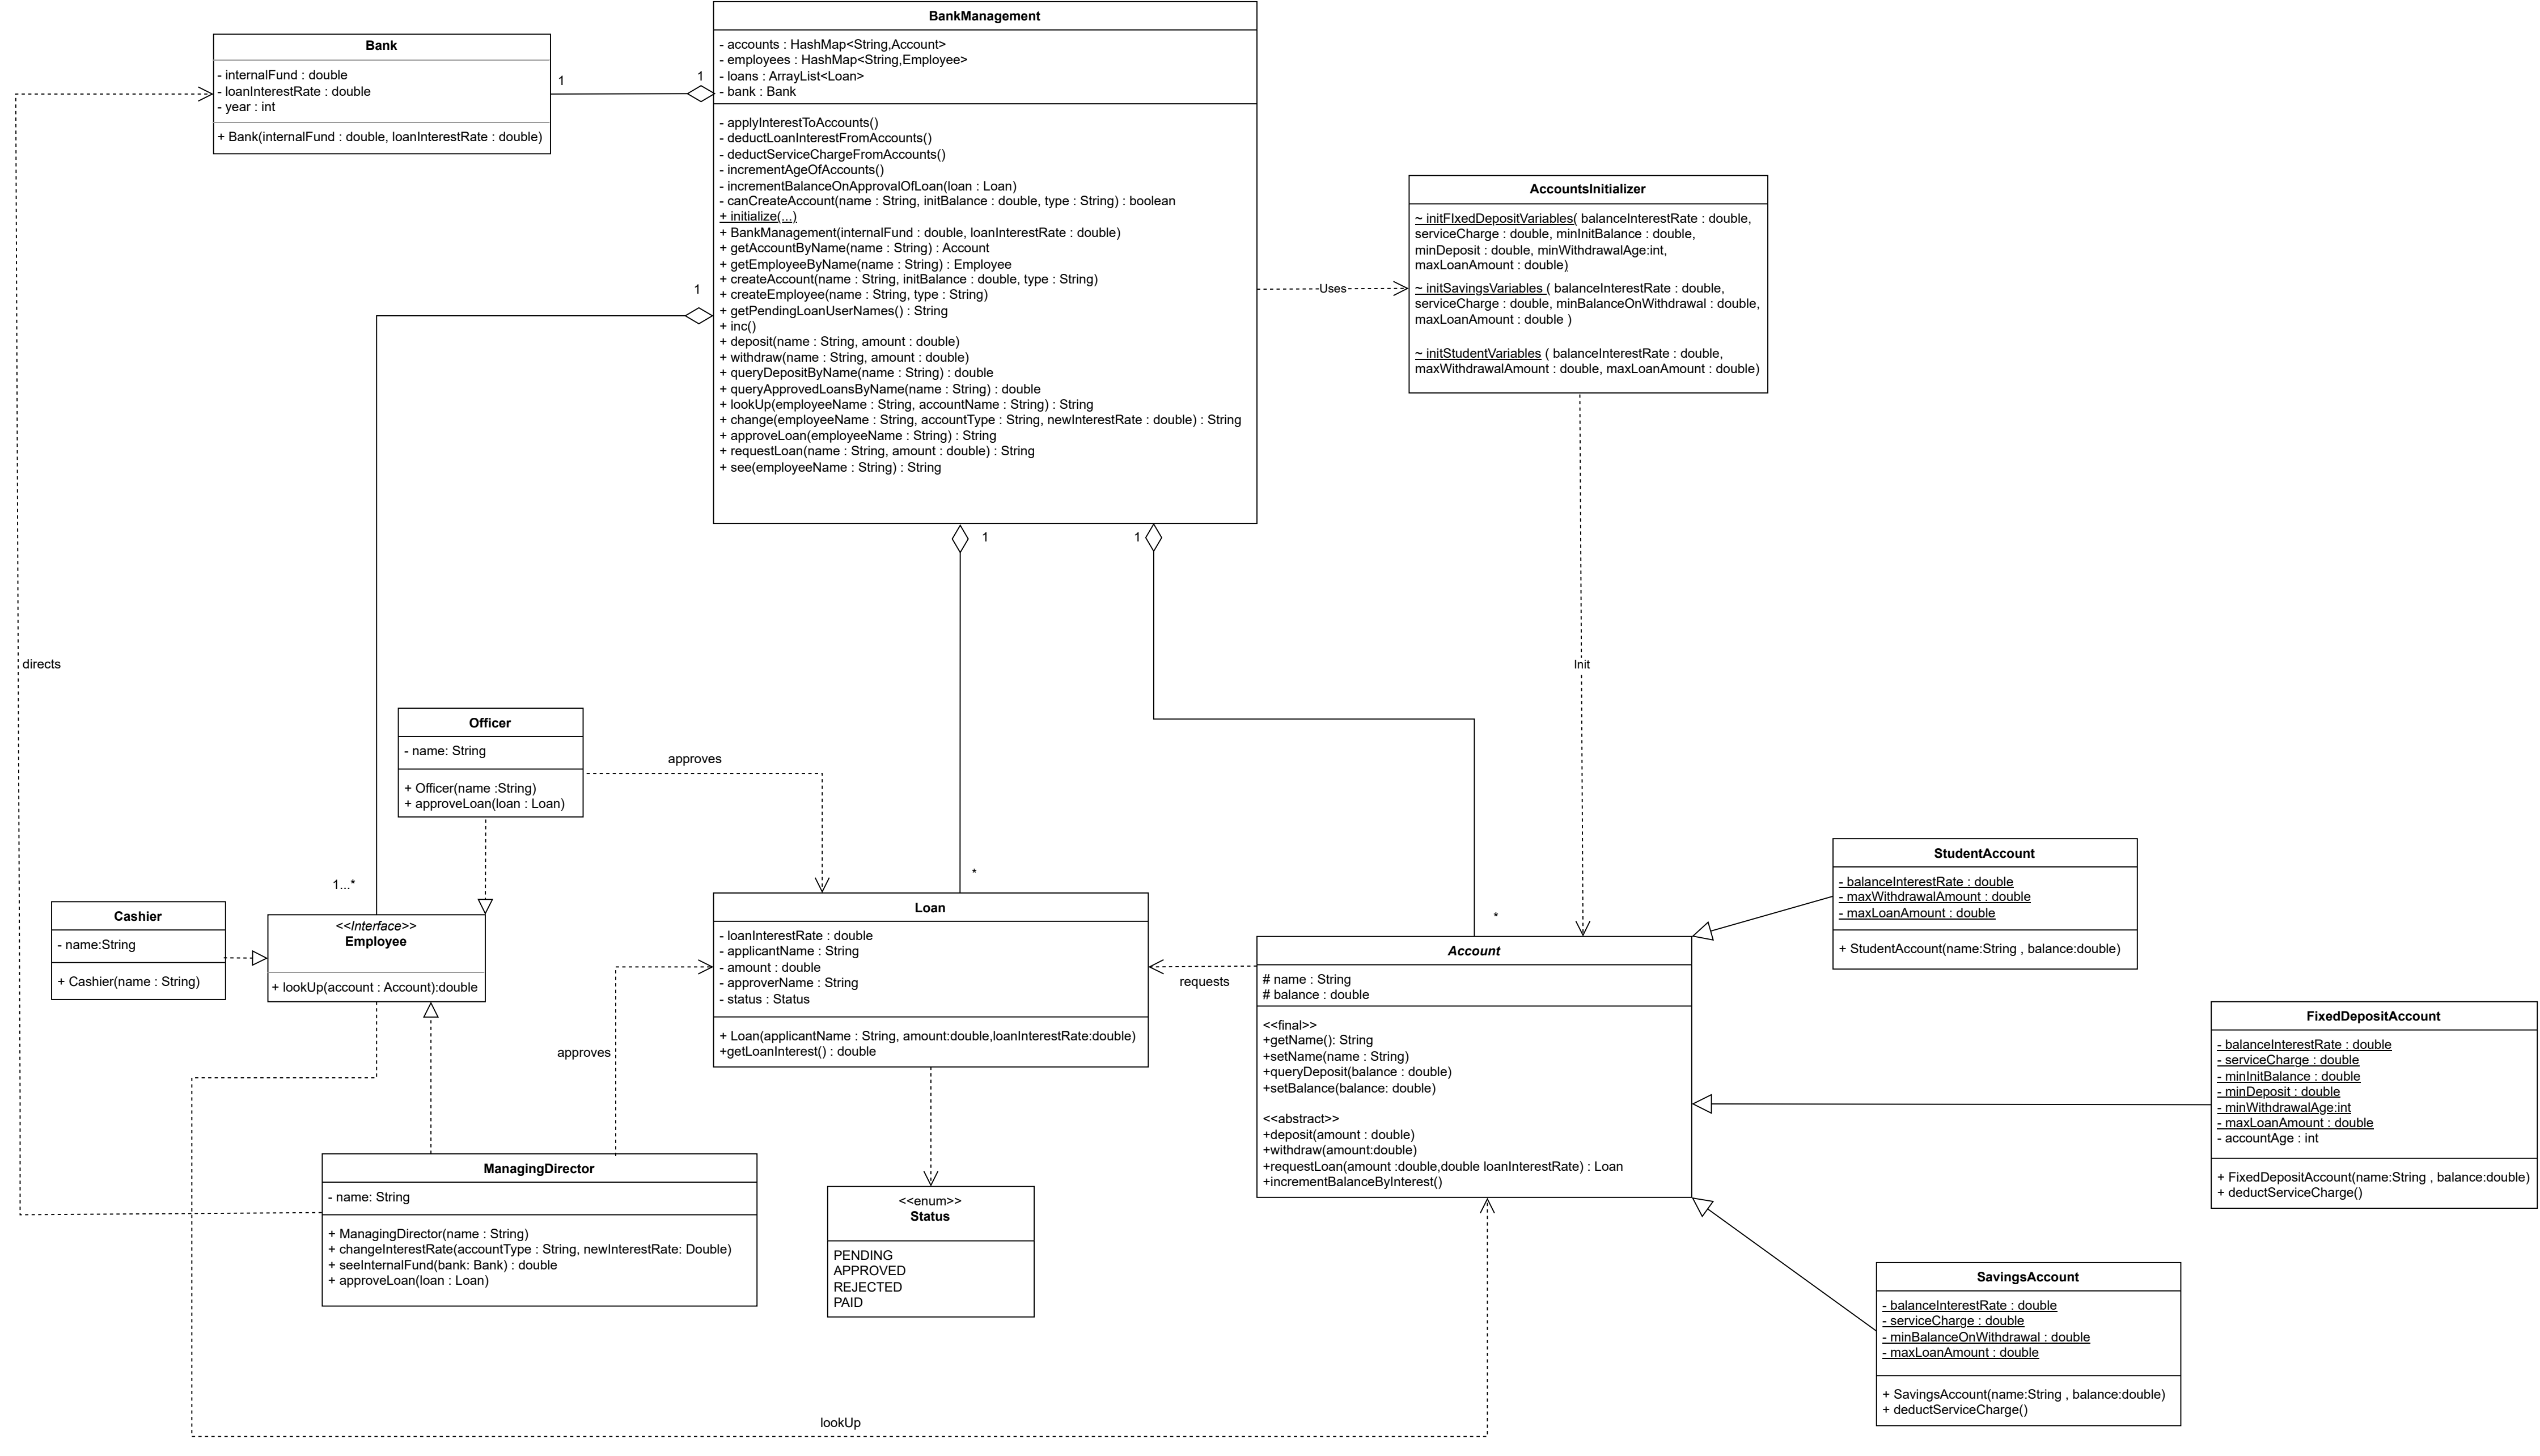 BankManagement
- accounts : HashMap<String,Account>
- employees : HashMap<String,Employee>
- loans : ArrayList<Loan>
- bank : Bank
- applyInterestToAccounts()
- deductLoanInterestFromAccounts()
- deductServiceChargeFromAccounts()
- incrementAgeOfAccounts()
- incrementBalanceOnApprovalOfLoan(loan : Loan)
- canCreateAccount(name : String, initBalance : double, type : String) : boolean
+ initialize(...)
+ BankManagement(internalFund : double, loanInterestRate : double)
+ getAccountByName(name : String) : Account
+ getEmployeeByName(name : String) : Employee
+ createAccount(name : String, initBalance : double, type : String)
+ createEmployee(name : String, type : String)
+ getPendingLoanUserNames() : String
+ inc()
+ deposit(name : String, amount : double)
+ withdraw(name : String, amount : double)
+ queryDepositByName(name : String) : double
+ queryApprovedLoansByName(name : String) : double
+ lookUp(employeeName : String, accountName : String) : String
+ change(employeeName : String, accountType : String, newInterestRate : double) : String
+ approveLoan(employeeName : String) : String
+ requestLoan(name : String, amount : double) : String
+ see(employeeName : String) : String
Bank
- internalFund : double
- loanInterestRate : double
- year : int
+ Bank(internalFund : double, loanInterestRate : double)
1
1
1
1
1
Uses
AccountsInitializer
~ initFIxedDepositVariables( balanceInterestRate : double,
serviceCharge : double, minInitBalance : double,
minDeposit : double, minWithdrawalAge:int,
maxLoanAmount : double)
~ initSavingsVariables ( balanceInterestRate : double,
serviceCharge : double, minBalanceOnWithdrawal : double,
maxLoanAmount : double )
~ initStudentVariables ( balanceInterestRate : double,
maxWithdrawalAmount : double, maxLoanAmount : double)
directs
Init
Officer
- name: String
+ Officer(name :String)
+ approveLoan(loan : Loan)
approves
1...*
*
*
Cashier
- name:String
+ Cashier(name : String)
<<Interface>>
Employee
+ lookUp(account : Account):double
Loan
- loanInterestRate : double
- applicantName : String
- amount : double
- approverName : String
- status : Status
+ Loan(applicantName : String, amount:double,loanInterestRate:double)
+getLoanInterest() : double
approves
requests
Account
# name : String
# balance : double
<<final>>
+getName(): String
+setName(name : String)
+queryDeposit(balance : double)
+setBalance(balance: double)
<<abstract>>
+deposit(amount : double)
+withdraw(amount:double)
+requestLoan(amount :double,double loanInterestRate) : Loan
+incrementBalanceByInterest()
StudentAccount
- balanceInterestRate : double
- maxWithdrawalAmount : double
- maxLoanAmount : double
+ StudentAccount(name:String , balance:double)
FixedDepositAccount
- balanceInterestRate : double
- serviceCharge : double
- minInitBalance : double
- minDeposit : double
- minWithdrawalAge:int
- maxLoanAmount : double
- accountAge : int
+ FixedDepositAccount(name:String , balance:double)
+ deductServiceCharge()
ManagingDirector
- name: String
+ ManagingDirector(name : String)
+ changeInterestRate(accountType : String, newInterestRate: Double)
+ seeInternalFund(bank: Bank) : double
+ approveLoan(loan : Loan)
<<enum>>
Status
PENDING
APPROVED
REJECTED
PAID
SavingsAccount
- balanceInterestRate : double
- serviceCharge : double
- minBalanceOnWithdrawal : double
- maxLoanAmount : double
+ SavingsAccount(name:String , balance:double)
+ deductServiceCharge()
lookUp